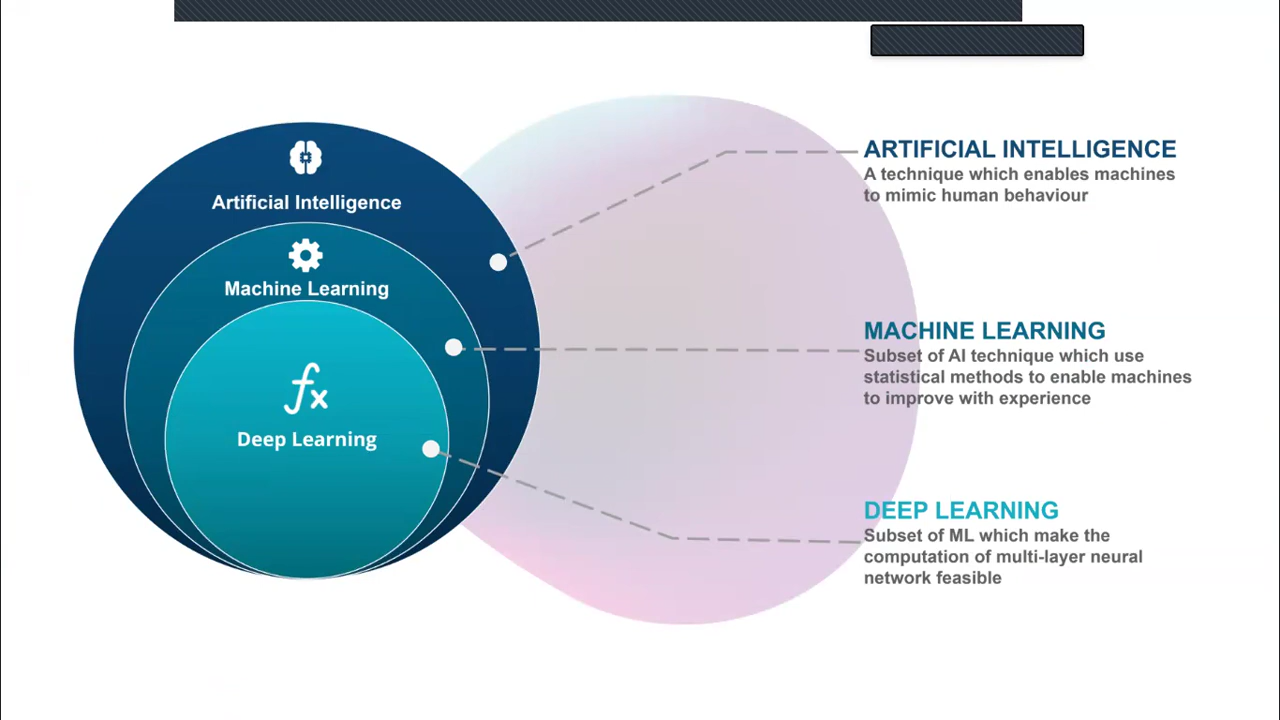 Artificial Intelligence
Machine Learning
fx
Deep Learning
ARTIFICIAL INTELLIGENCE
A technique which enables machines
to mimic human behaviour
MACHINE LEARNING
Subset of AI technique which use
statistical methods to enable machines
to improve with experience
DEEP LEARNING
Subset of ML which make the
computation of multi-layer neural
network feasible